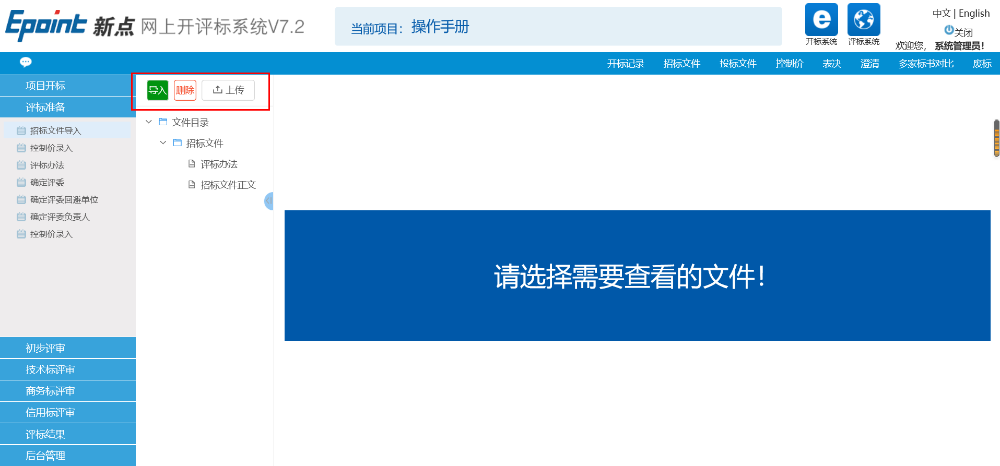 Epoint 新点 网上开评标系统V7.2
当前项目： 操作手册
开标系统
评标系统
中文 | English
关闭
欢迎您， 系统管理员！
开标记录 招标文件 投标文件 控制价 表决 澄清 多家标书对比 废标
项目开标
评标准备
招标文件导入
控制价录入
评标办法
确定评委
确定评委回避单位
确定评委负责人
控制价录入
初步评审
技术标评审
商务标评审
信用标评审
评标结果
后台管理
导入 删除 上传
文件目录
招标文件
评标办法
招标文件正文
请选择需要查看的文件！